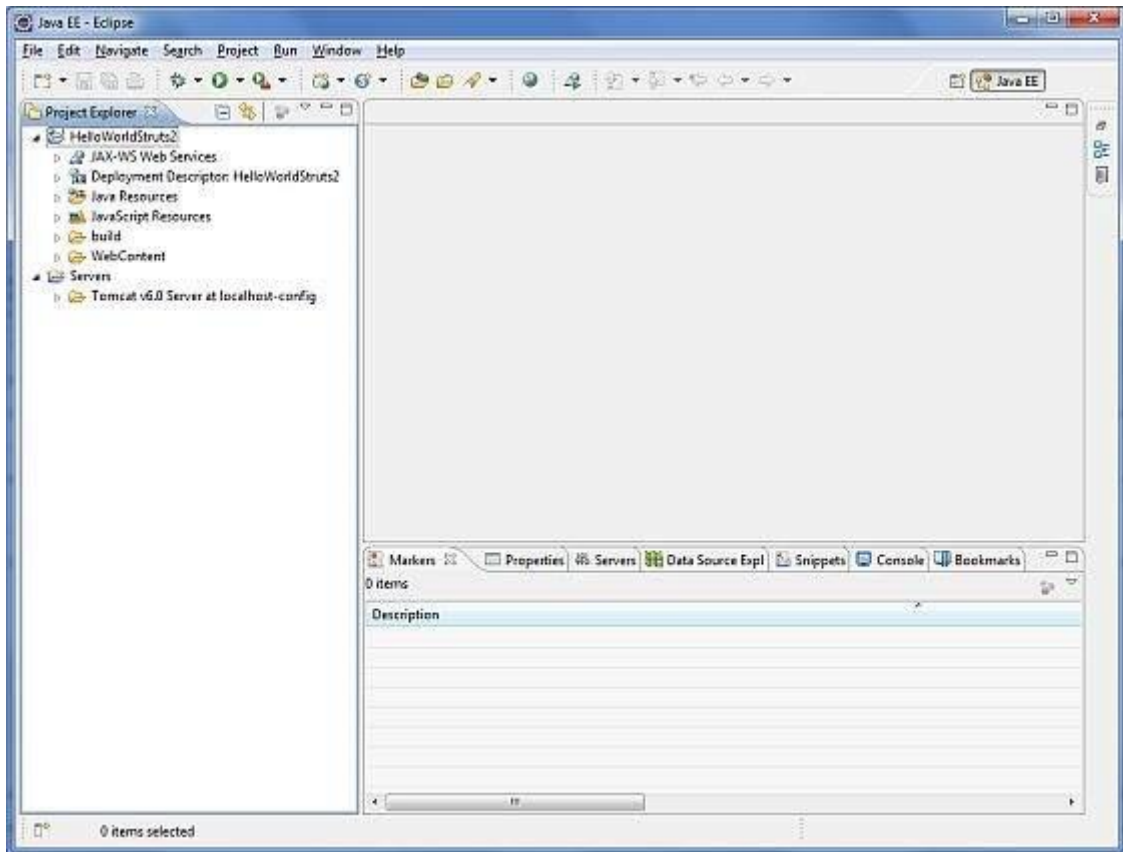 Java EE - Eclipse
File Edit Navigate Search Project Run Window Help
Java EE
Project Explorer
HelloWorldStruts2
JAX-WS Web Services
Deployment Descriptor: HelloWorldStruts2
Java Resources
JavaScript Resources
build
WebContent
Servers
Tomcat v6.0 Server at localhost-config
Markers Properties Servers Data Source Expl Snippets Console Bookmarks
0 items
Description
0 items selected